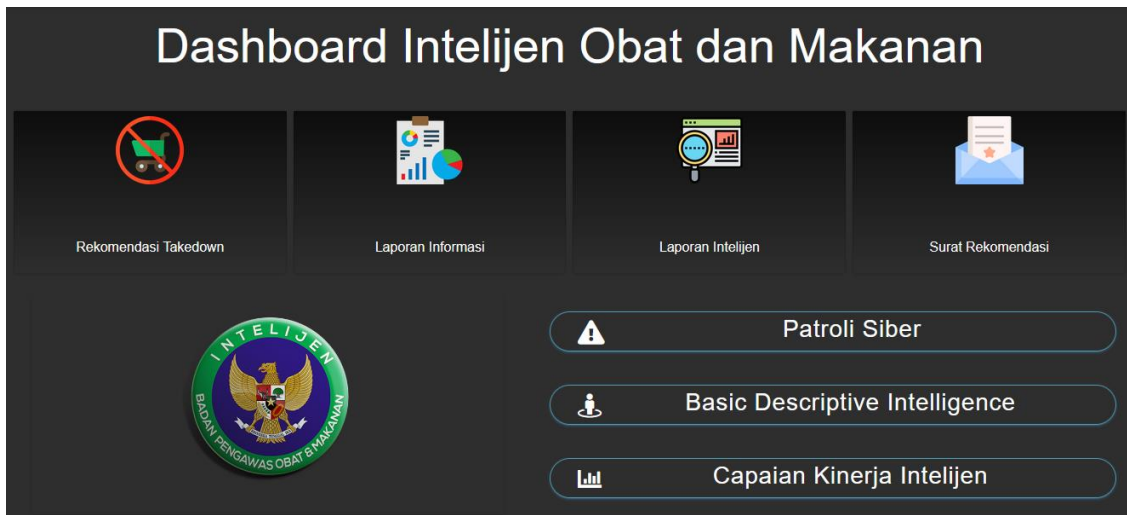 Dashboard Intelijen Obat dan Makanan
Rekomendasi Takedown
Laporan Informasi
Laporan Intelijen
Surat Rekomendasi
INTELIJEN
BADAN PENGAWAS OBAT & MAKANAN
Patroli Siber
Basic Descriptive Intelligence
Capaian Kinerja Intelijen